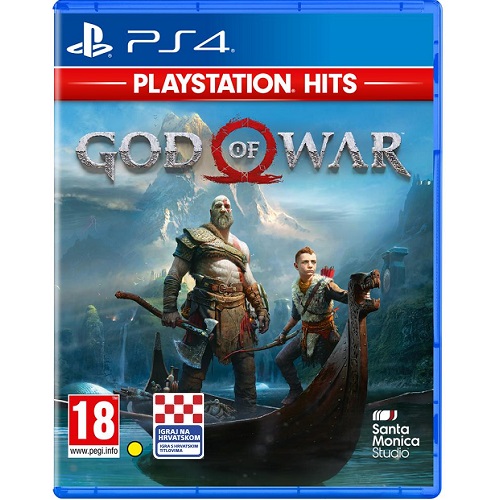 PS4
PLAYSTATION HITS
GOD OF WAR
18
www.pegi.info
IGRAJ NA
HRVATSKOM
IGRA S HRVATSKIM
TITLOVIMA
Santa
Monica
Studio